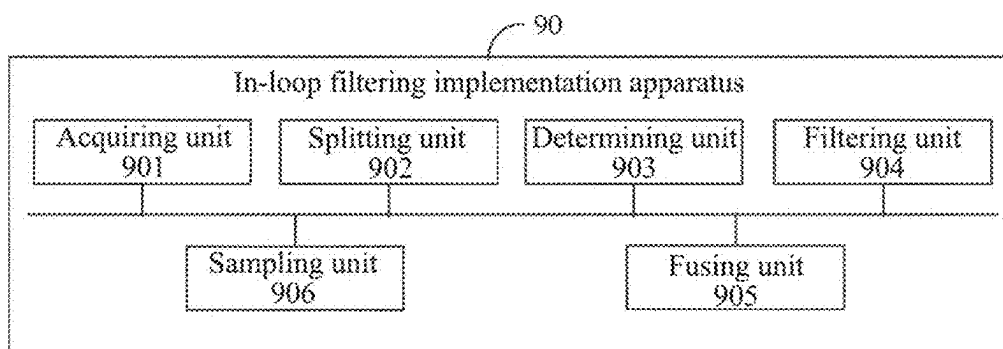 90
In-loop filtering implementation apparatus
Acquiring unit
901
Splitting unit
902
Determining unit
903
Filtering unit
904
Sampling unit
906
Fusing unit
905